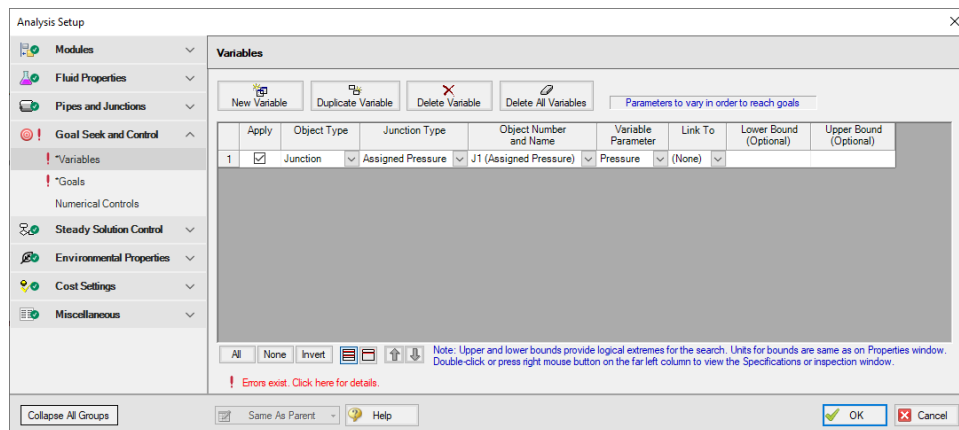 Analysis Setup
Modules
Fluid Properties
Pipes and Junctions
Goal Seek and Control
*Variables
*Goals
Numerical Controls
Steady Solution Control
Environmental Properties
Cost Settings
Miscellaneous
Collapse All Groups
Variables
New Variable Duplicate Variable Delete Variable Delete All Variables Parameters to vary in order to reach goals
Apply Object Type Junction Type Object Number and Name Variable Parameter Link To Lower Bound (Optional) Upper Bound (Optional)
1 Junction Assigned Pressure J1 (Assigned Pressure) Pressure (None)
All None Invert
Note: Upper and lower bounds provide logical extremes for the search. Units for bounds are same as on Properties window.
Double-click or press right mouse button on the far left column to view the Specifications or inspection window.
Errors exist. Click here for details.
Same As Parent Help OK Cancel